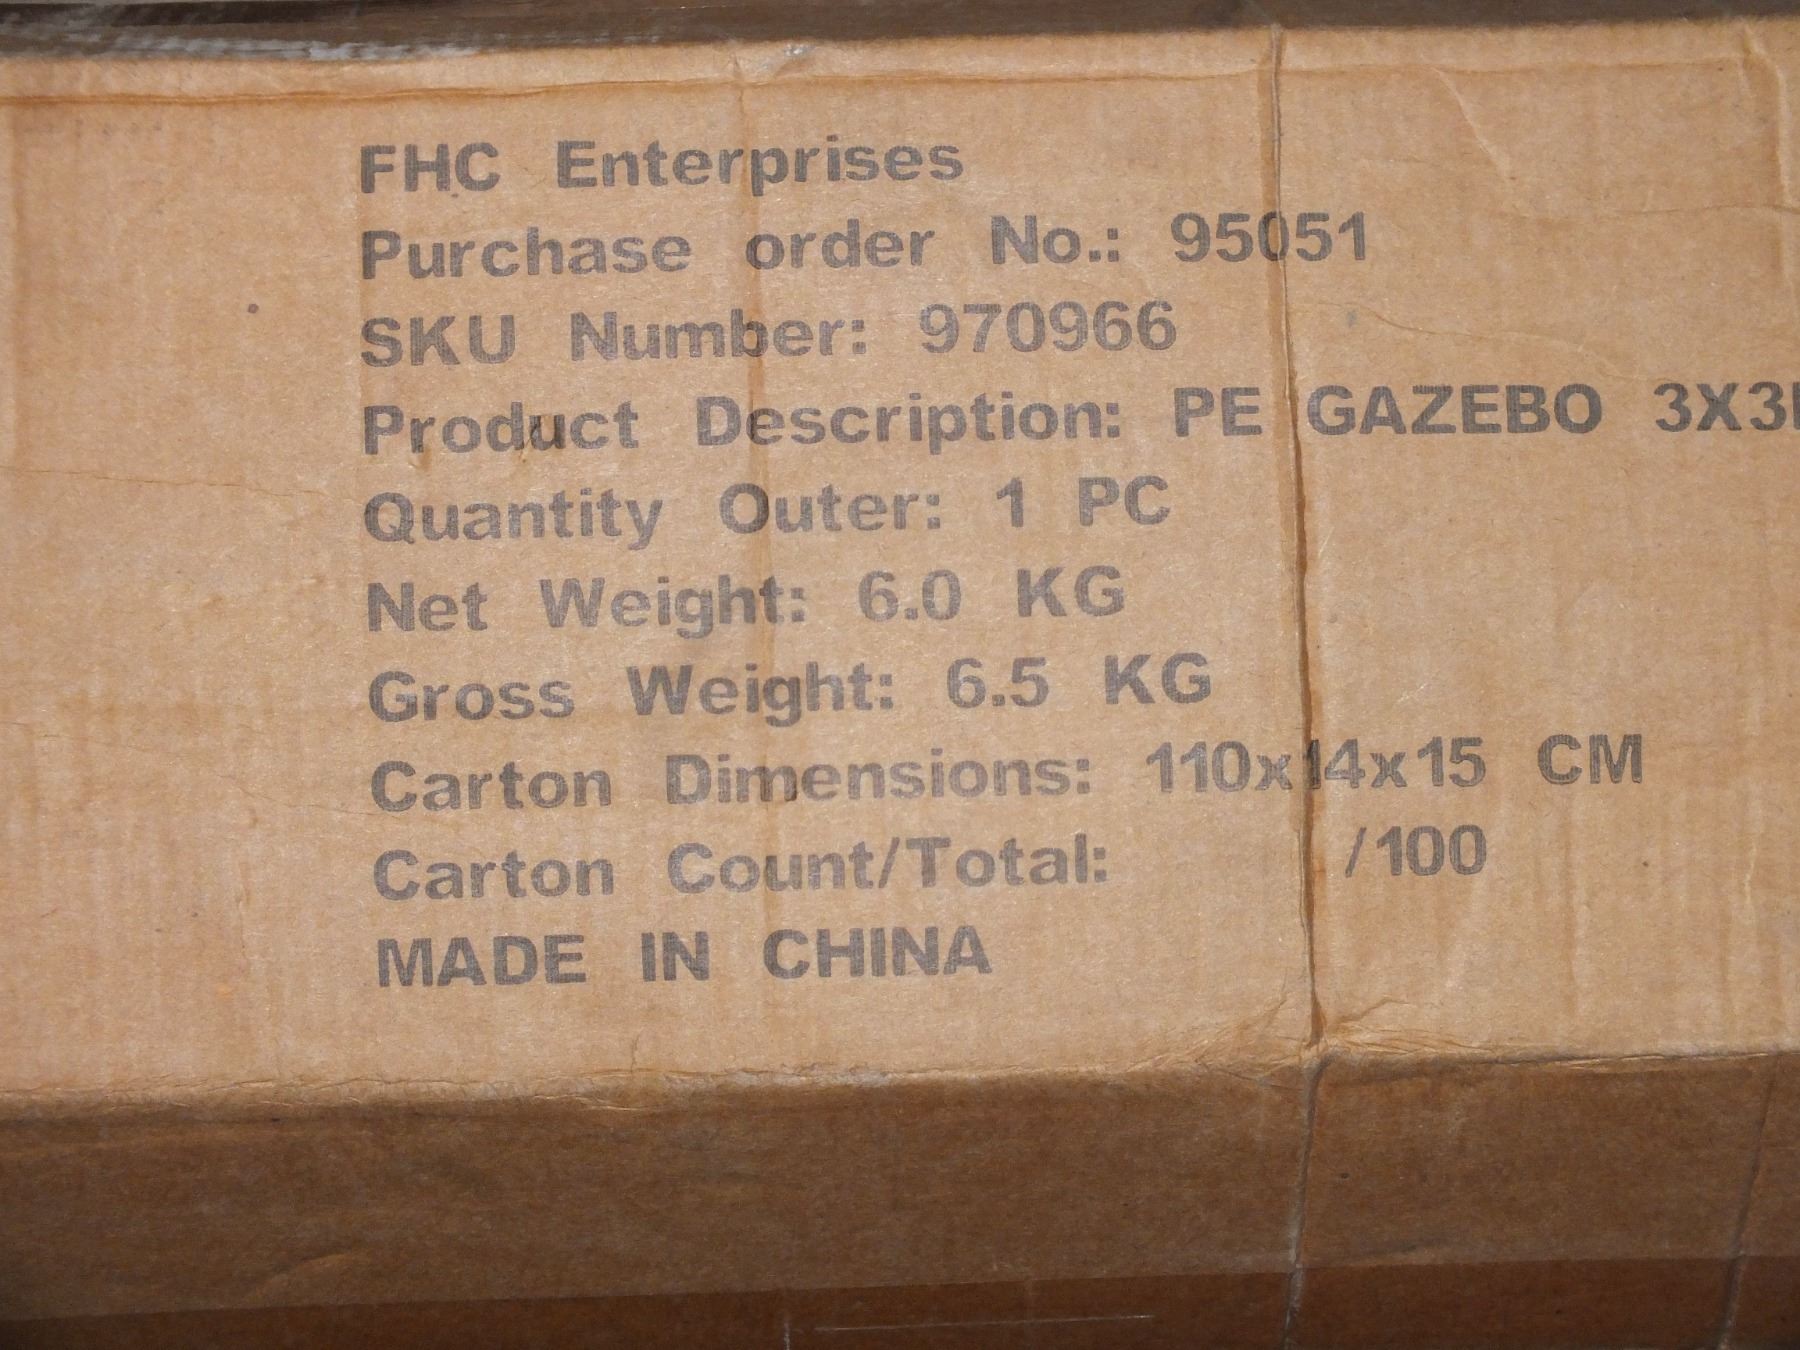 FHC Enterprises
Purchase order No.: 95051
SKU Number: 970966
Product Description: PE GAZEBO
Quantity Outer: 1 PC
Net Weight: 6.0 KG
Gross Weight: 6.5 KG
Carton Dimensions: 110x14x15 CM
Carton Count/Total: /100
MADE IN CHINA